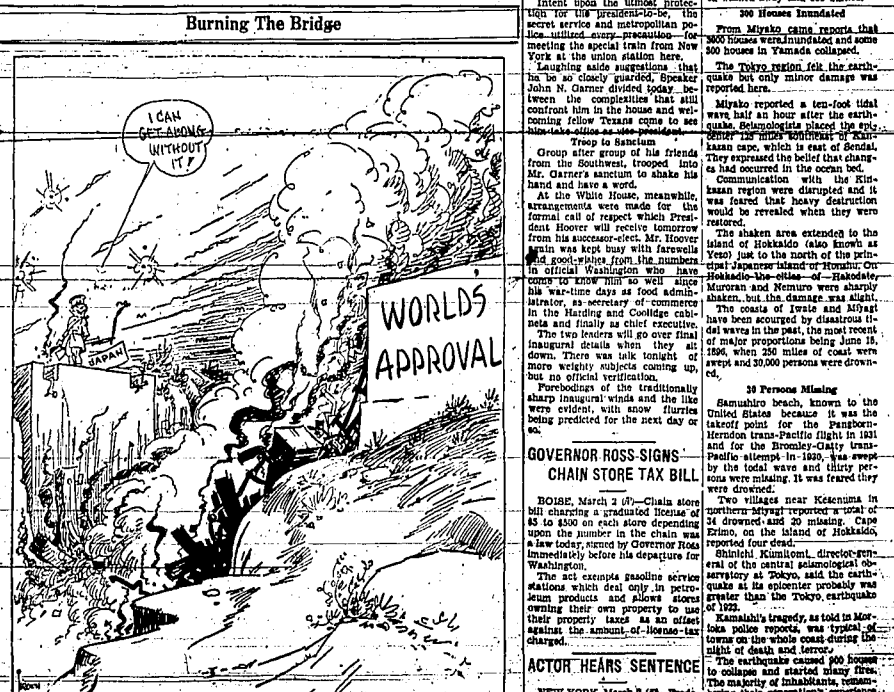 Burning The Bridge
I CAN
GET ALONG
WITHOUT
IT!
JAPAN
WORLDS
APPROVAL
Intent upon the utmost protec-
tion for the president-to-be, the
secret service and metropolitan po-
lice utilized every precaution for
meeting the special train from New
York at the union station here.
Laughing aside suggestions that
he be so closely guarded, Speaker
John N. Garner divided today be-
tween the complexities that still
confront him in the house and wel-
coming fellow Texans come to see
him take office as vice president.
Troop to Sanctum
Group after group of his friends
from the Southwest, trooped into
Mr. Garner's sanctum to shake his
hand and have a word.
At the White House, meanwhile,
arrangements were made for the
formal call of respect which Presi-
dent Hoover will receive tomorrow
from his successor-elect. Mr. Hoover
again was kept busy with farewells
and good-wishes from the numbers
in official Washington who have
come to know him so well since
his war-time days as food admin-
istrator, as secretary of commerce
in the Harding and Coolidge cabi-
nets and finally as chief executive.
The two leaders will go over final
inaugural details when they sit
down. There was talk tonight of
more weighty subjects coming up,
but no official verification.
Forebodings of the traditionally
sharp inaugural winds and the like
were evident, with snow flurries
being predicted for the next day or
so.
GOVERNOR ROSS SIGNS
CHAIN STORE TAX BILL
BOISE, March 2 (AP)—Chain store
bill charging a graduated license of
$5 to $500 on each store depending
upon the number in the chain was
a law today, signed by Governor Ross
immediately before his departure for
Washington.
The act exempts gasoline service
stations which deal only in petro-
leum products and allows stores
owning their own property to use
their property taxes as an offset
against the amount of license tax
charged.
ACTOR HEARS SENTENCE
300 Houses Inundated
From Miyako came reports that
3000 houses were inundated and some
300 houses in Yamada collapsed.
The Tokyo region felt the earth-
quake but only minor damage was
reported here.
Miyako reported a ten-foot tidal
wave half an hour after the earth-
quake. Seismologists placed the epi-
center 125 miles southeast of Kin-
kazan cape, which is east of Sendai.
They expressed the belief that chang-
es had occurred in the ocean bed.
Communication with the Kin-
kazan region were disrupted and it
was feared that heavy destruction
would be revealed when they were
restored.
The shaken area extended to the
island of Hokkaido (also known as
Yeso) just to the north of the prin-
cipal Japanese island of Honshu. On
Hokkadio the cities of Hakodate,
Muroran and Nemuro were sharply
shaken, but the damage was slight.
The coasts of Iwate and Miyagi
have been scourged by disastrous ti-
dal waves in the past, the most recent
of major proportions being June 15,
1896, when 250 miles of coast were
swept and 30,000 persons were drown-
ed.
30 Persons Missing
Samushiro beach, known to the
United States because it was the
takeoff point for the Pangborn-
Herndon trans-Pacific flight in 1931
and for the Bromley-Gatty trans-
Pacific attempt in 1930, was swept
by the todal wave and thirty per-
sons were missing. It was feared they
were drowned.
Two villages near Kesenuma in
northern Miyagi reported a total of
34 drowned and 20 missing. Cape
Erimo, on the island of Hokkaido,
reported four dead.
Shinichi Kumitomi, director-gen-
eral of the central seismological ob-
servatory at Tokyo, said the earth-
quake at its epicenter probably was
greater than the Tokyo earthquake
of 1923.
Kamaishi's tragedy, as told in Mor-
ioka police reports, was typical of
towns on the whole coast during the
night of death and terror.
The earthquake caused 900 houses
to collapse and started many fires.
The majority of inhabitants, remem-